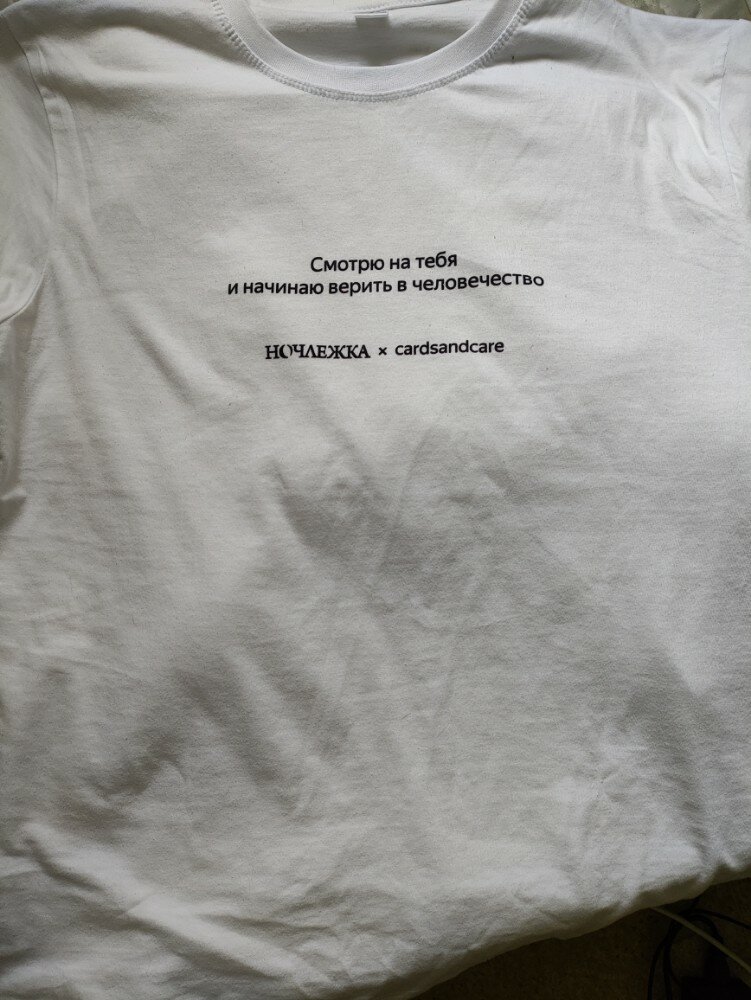 Смотрю на тебя
и начинаю верить в человечество
НОЧЛЕЖКА × cardsandcare